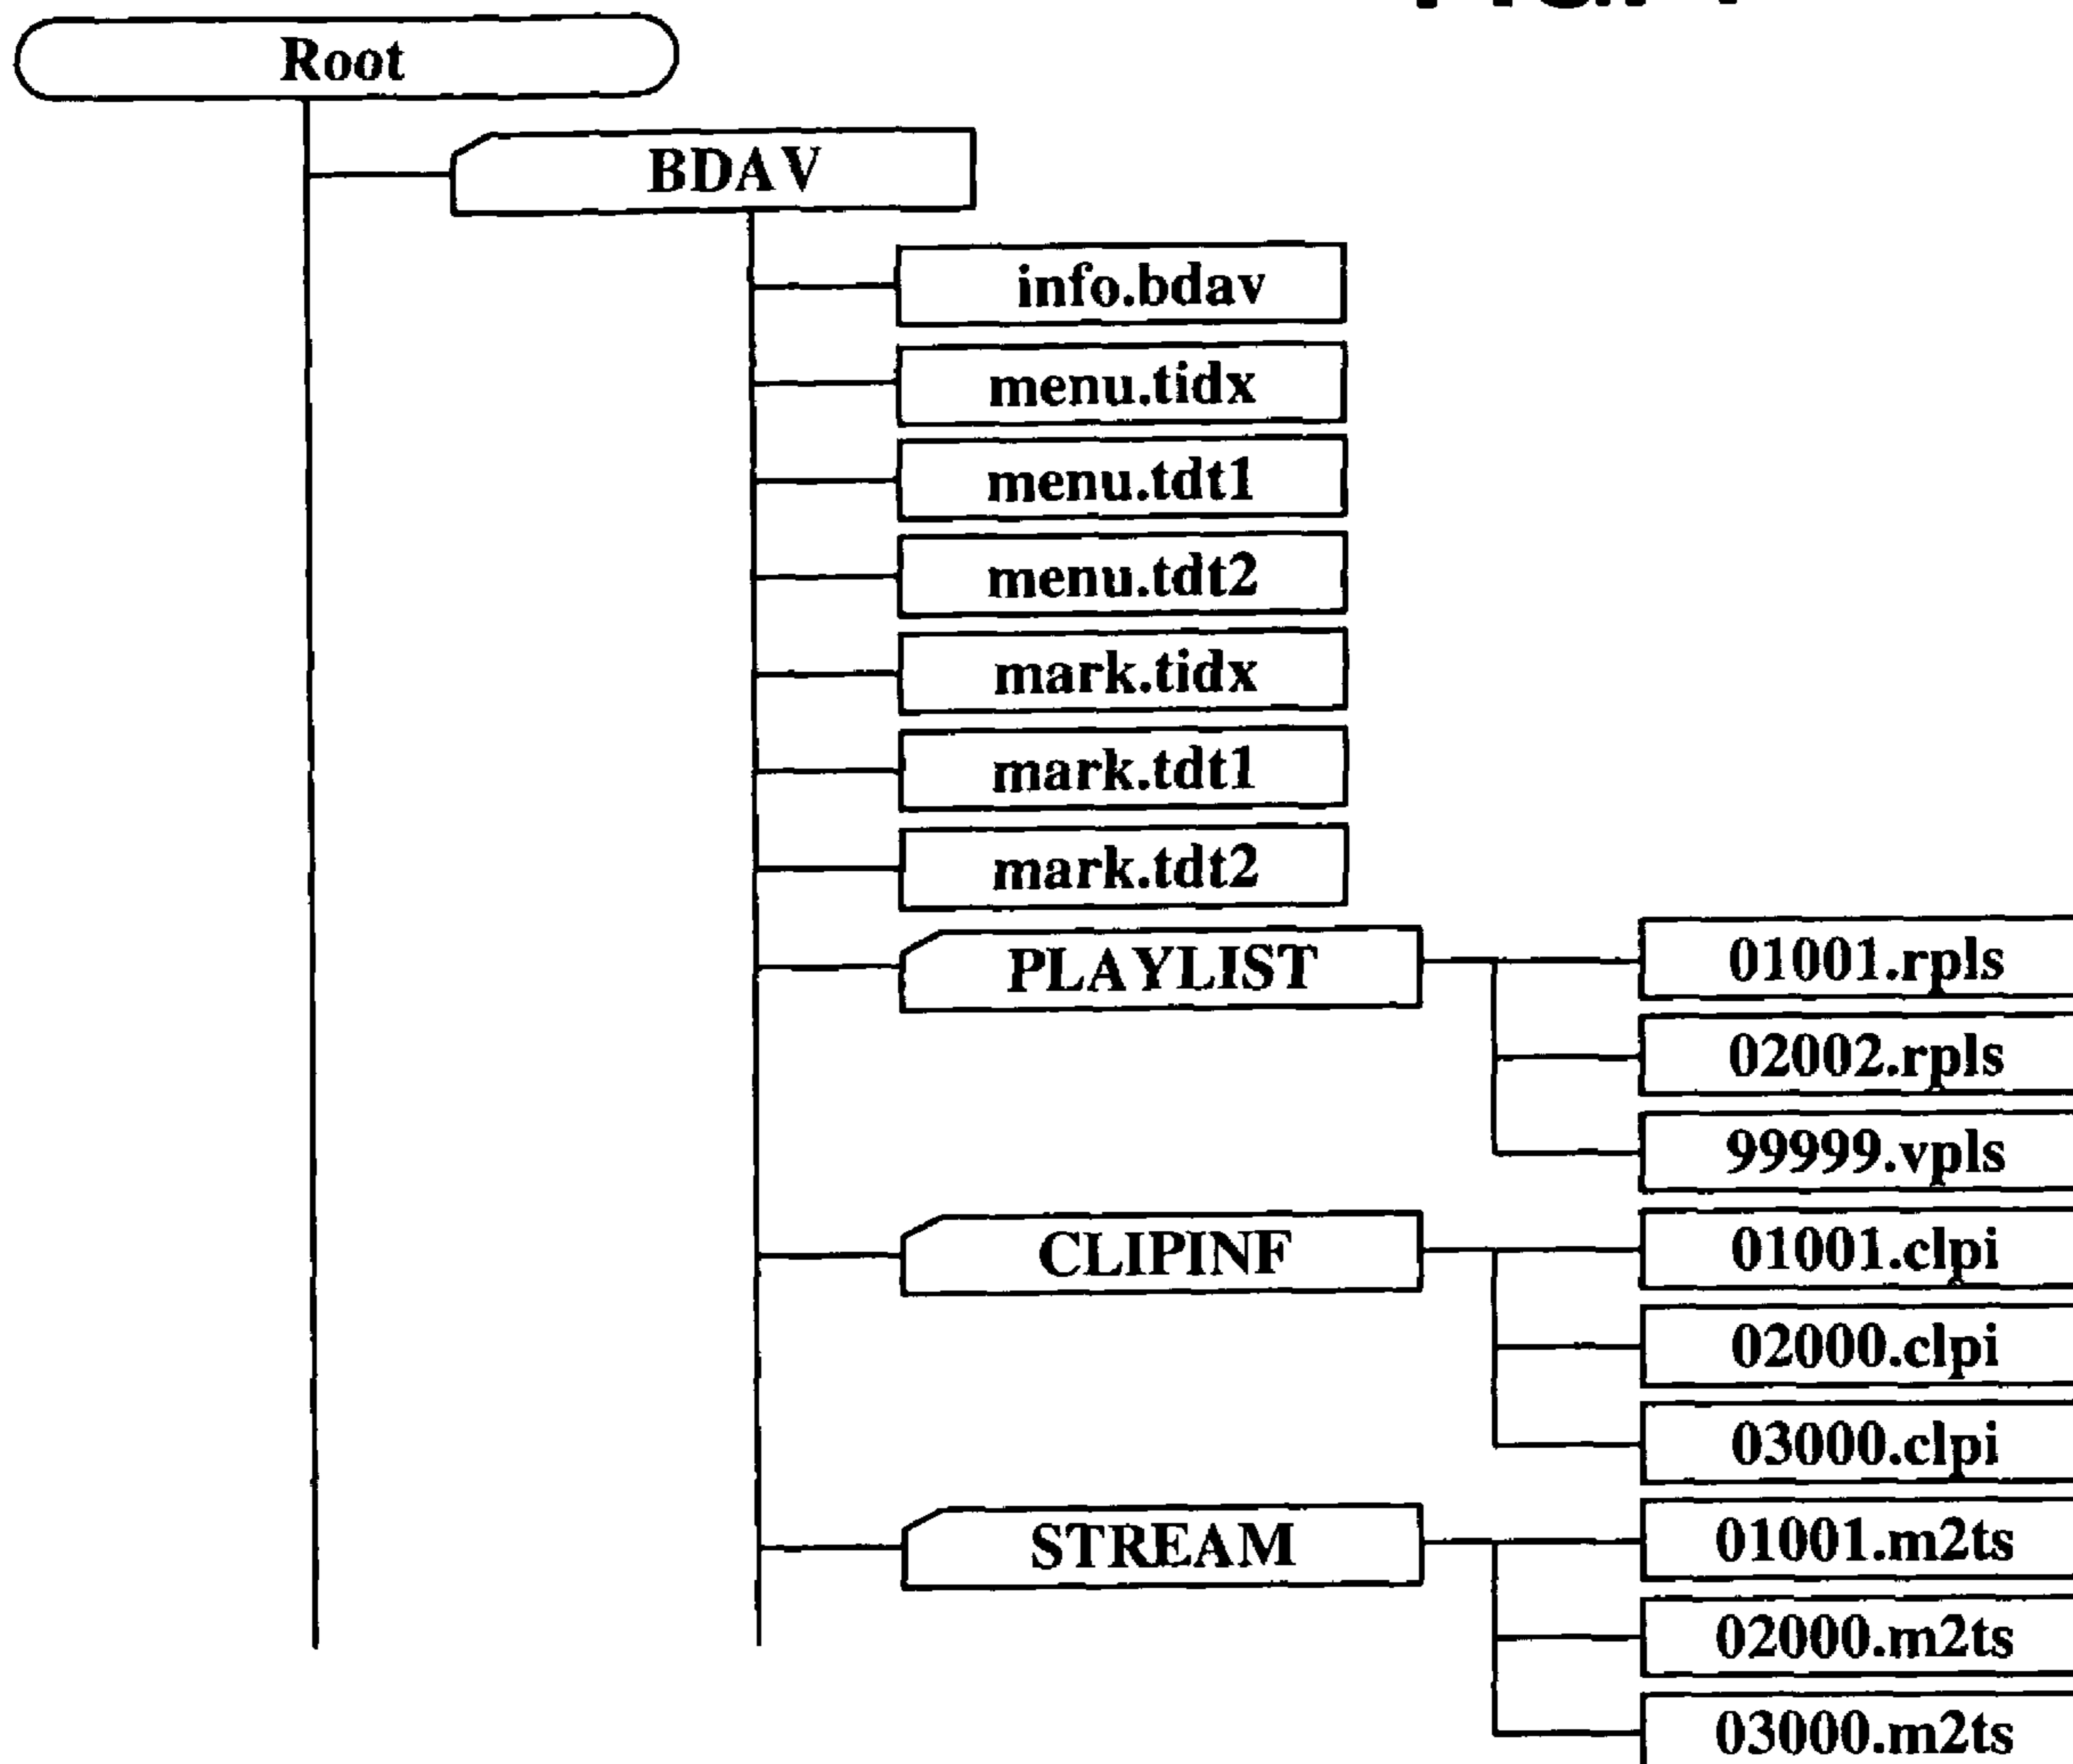 Root
BDAV
info.bdav
menu.tidx
menu.tdt1
menu.tdt2
mark.tidx
mark.tdt1
mark.tdt2
PLAYLIST
01001.rpls
02002.rpls
99999.vpls
CLIPINF
01001.clpi
02000.clpi
03000.clpi
STREAM
01001.m2ts
02000.m2ts
03000.m2ts